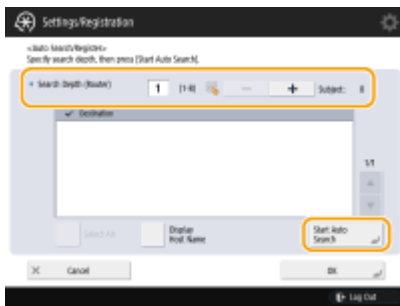 Settings/Registration
<Auto Search/Register>
Specify search depth, then press [Start Auto Search].
Search Depth (Router) 1 [1-8] − + Subject: 0
✓ Destination
1/1
Select All
Display Host Name
Start Auto Search
Cancel
OK
Log Out